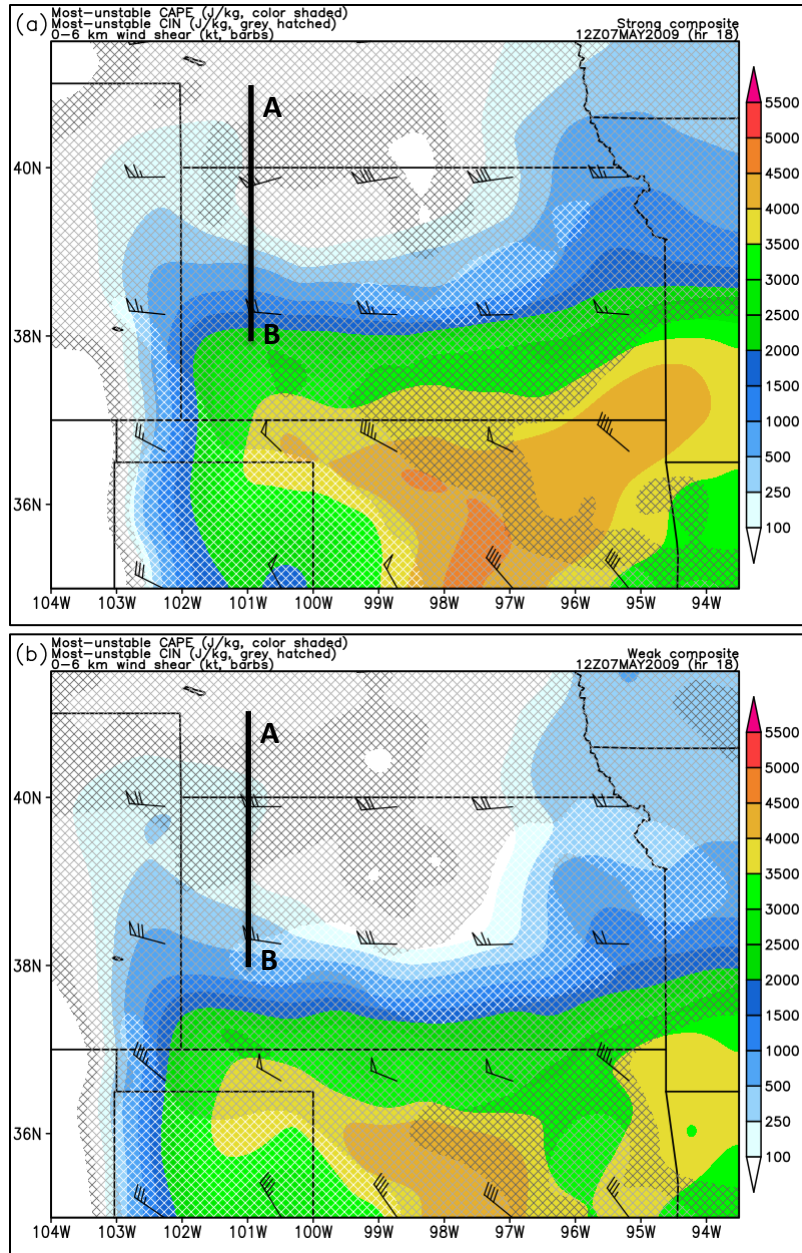 (a) Most-unstable CAPE (J/kg, color shaded)
Most-unstable CIN (J/kg, grey hatched) Strong composite
0-6 km wind shear (kt, barbs) 12Z07MAY2009 (hr 18)
A
B
40N
38N
36N
104W 103W 102W 101W 100W 99W 98W 97W 96W 95W 94W
5500
5000
4500
4000
3500
3000
2500
2000
1500
1000
500
250
100
(b) Most-unstable CAPE (J/kg, color shaded)
Most-unstable CIN (J/kg, grey hatched) Weak composite
0-6 km wind shear (kt, barbs) 12Z07MAY2009 (hr 18)
A
B
40N
38N
36N
104W 103W 102W 101W 100W 99W 98W 97W 96W 95W 94W
5500
5000
4500
4000
3500
3000
2500
2000
1500
1000
500
250
100